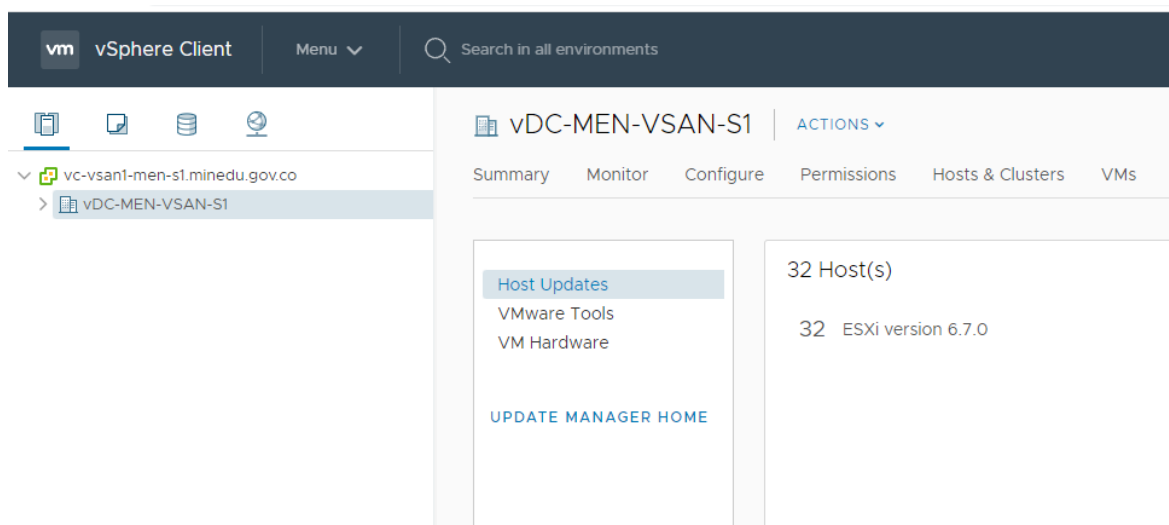 vm vSphere Client Menu Search in all environments
vDC-MEN-VSAN-S1 ACTIONS
vc-vsan1-men-s1.minedu.gov.co
vDC-MEN-VSAN-S1
Summary Monitor Configure Permissions Hosts & Clusters VMs
Host Updates
VMware Tools
VM Hardware
UPDATE MANAGER HOME
32 Host(s)
32 ESXi version 6.7.0